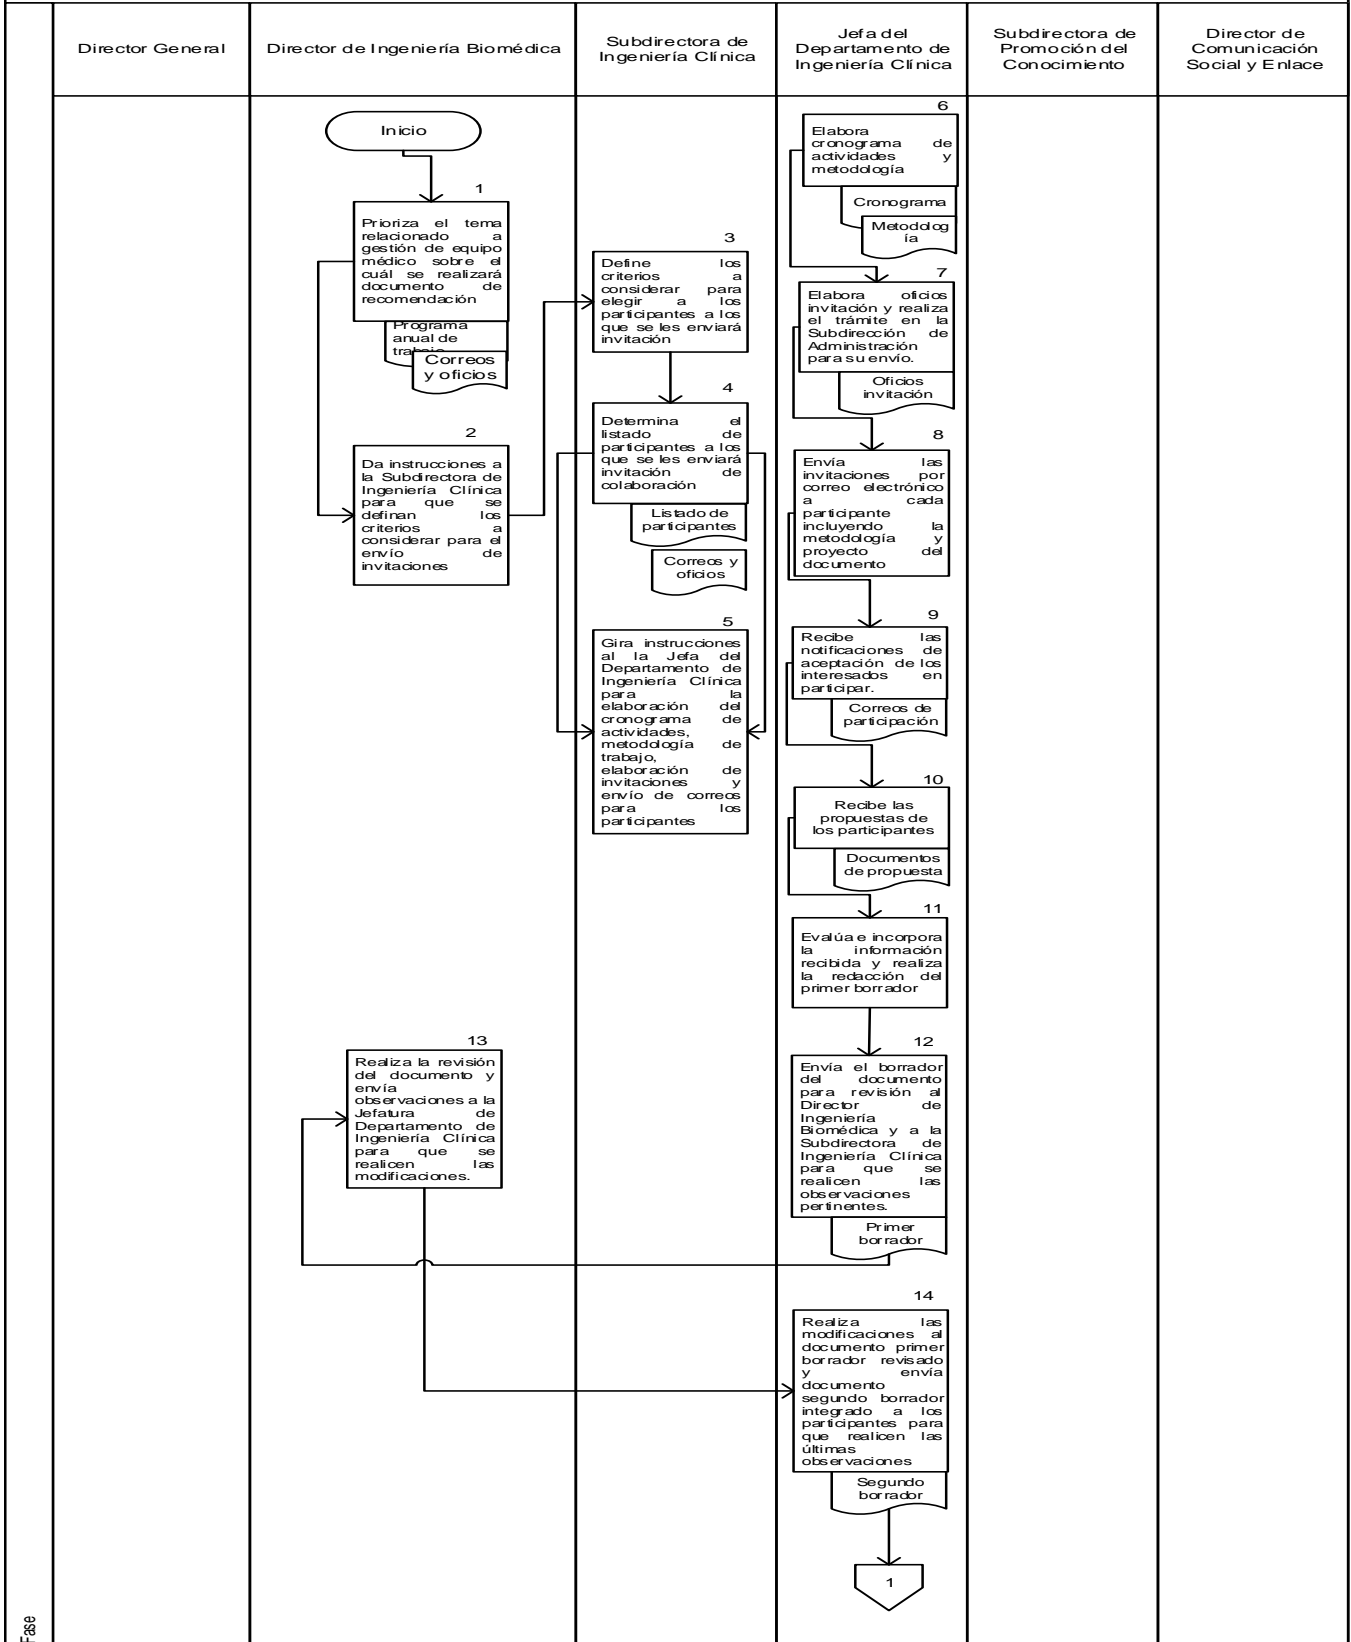 Director General
Director de Ingeniería Biomédica
Subdirectora de
Ingeniería Clínica
Jefa del
Departamento de
Ingeniería Clínica
Subdirectora de
Promoción del
Conocimiento
Director de
Comunicación
Social y Enlace
Inicio
1
Prioriza el tema
relacionado a
gestión de equipo
médico sobre el
cuál se realizará
documento de
recomendación
Programa
anual de
trabajo
Correos
y oficios
2
Da instrucciones a
la Subdirectora de
Ingeniería Clínica
para que se
definan los
criterios a
considerar para el
envío de
invitaciones
3
Define los
criterios a
considerar para
elegir a los
participantes a los
que se les enviará
invitación
4
Determina el
listado de
participantes a los
que se les enviará
invitación de
colaboración
Listado de
participantes
Correos y
oficios
5
Gira instrucciones
al la Jefa del
Departamento de
Ingeniería Clínica
para la
elaboración del
cronograma de
actividades,
metodología de
trabajo,
elaboración de
invitaciones y
envío de correos
para los
participantes
6
Elabora
cronograma de
actividades y
metodología
Cronograma
Metodolog
ía
7
Elabora oficios
invitación y realiza
el trámite en la
Subdirección de
Administración
para su envío.
Oficios
invitación
8
Envía las
invitaciones por
correo electrónico
a cada
participante
incluyendo la
metodología y
proyecto del
documento
9
Recibe las
notificaciones de
aceptación de los
interesados en
participar.
Correos de
participación
10
Recibe las
propuestas de
los participantes
Documentos
de propuesta
11
Evalúa e incorpora
la información
recibida y realiza
la redacción del
primer borrador
12
Envía el borrador
del documento
para revisión al
Director de
Ingeniería
Biomédica y a la
Subdirectora de
Ingeniería Clínica
para que se
realicen las
observaciones
pertinentes.
Primer
borrador
13
Realiza la revisión
del documento y
envía
observaciones a la
Jefatura de
Departamento de
Ingeniería Clínica
para que se
realicen las
modificaciones.
14
Realiza las
modificaciones al
documento primer
borrador revisado
y envía
documento
segundo borrador
integrado a los
participantes para
que realicen las
últimas
observaciones
Segundo
borrador
1
Fase